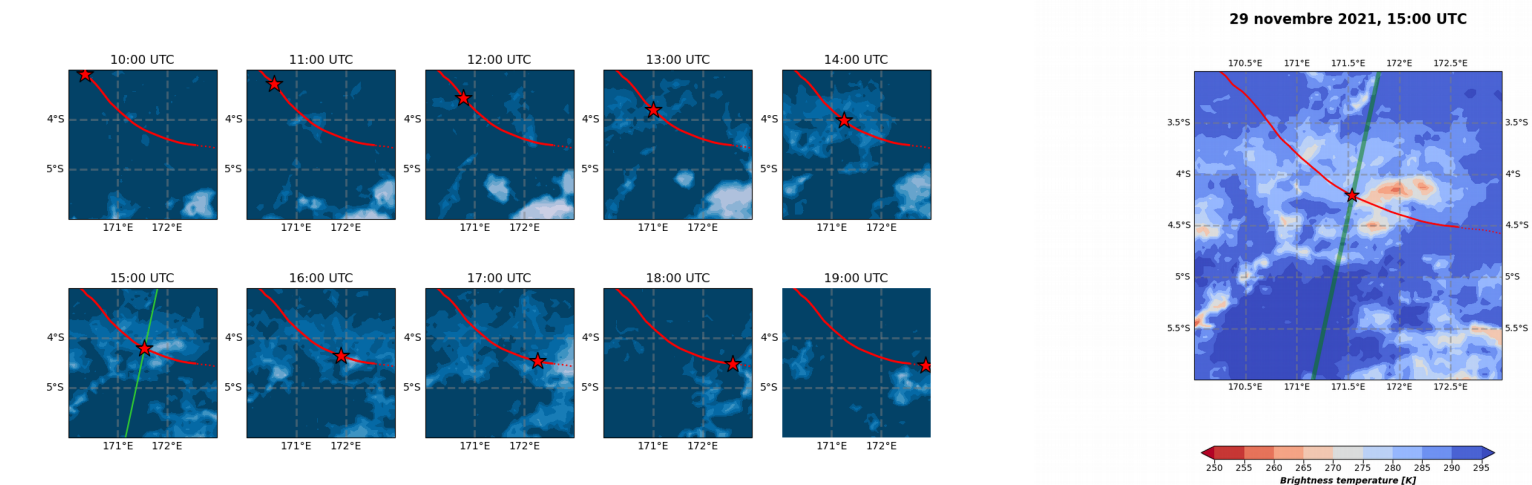 29 novembre 2021, 15:00 UTC
10:00 UTC 11:00 UTC 12:00 UTC 13:00 UTC 14:00 UTC
170.5°E 171°E 171.5°E 172°E 172.5°E
4°S 4°S 4°S 4°S
3.5°S 3.5°S
5°S 5°S 5°S 5°S
4°S 4°S
171°E 172°E 171°E 172°E 171°E 172°E 171°E 172°E 171°E 172°E
4.5°S 4.5°S
15:00 UTC 16:00 UTC 17:00 UTC 18:00 UTC 19:00 UTC
5°S 5°S
4°S 4°S 4°S 4°S
5.5°S 5.5°S
5°S 5°S 5°S 5°S
170.5°E 171°E 171.5°E 172°E 172.5°E
171°E 172°E 171°E 172°E 171°E 172°E 171°E 172°E 171°E 172°E
250 255 260 265 270 275 280 285 290 295
Brightness temperature [K]